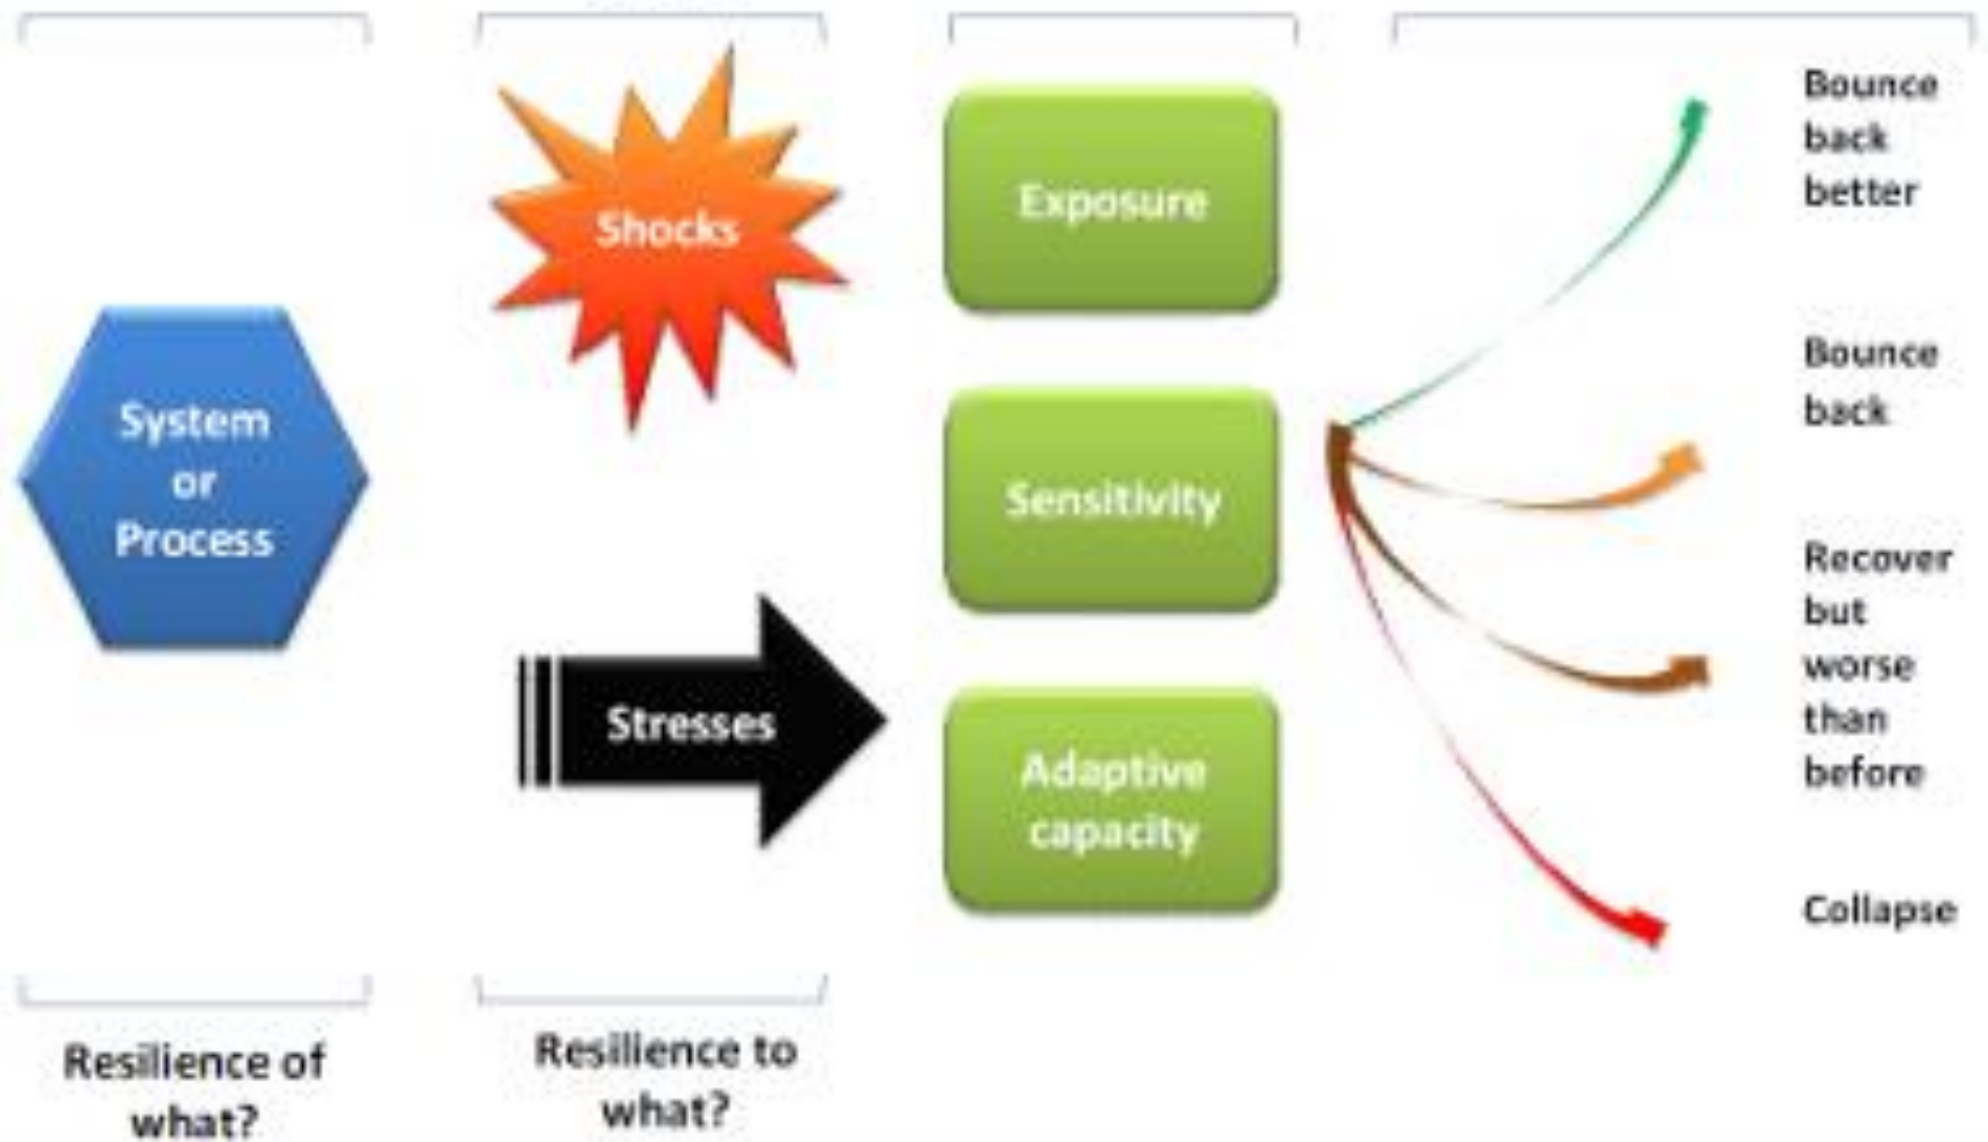 System
or
Process
Resilience of
what?
Shocks
Stresses
Resilience to
what?
Exposure
Sensitivity
Adaptive
capacity
Bounce
back
better
Bounce
back
Recover
but
worse
than
before
Collapse